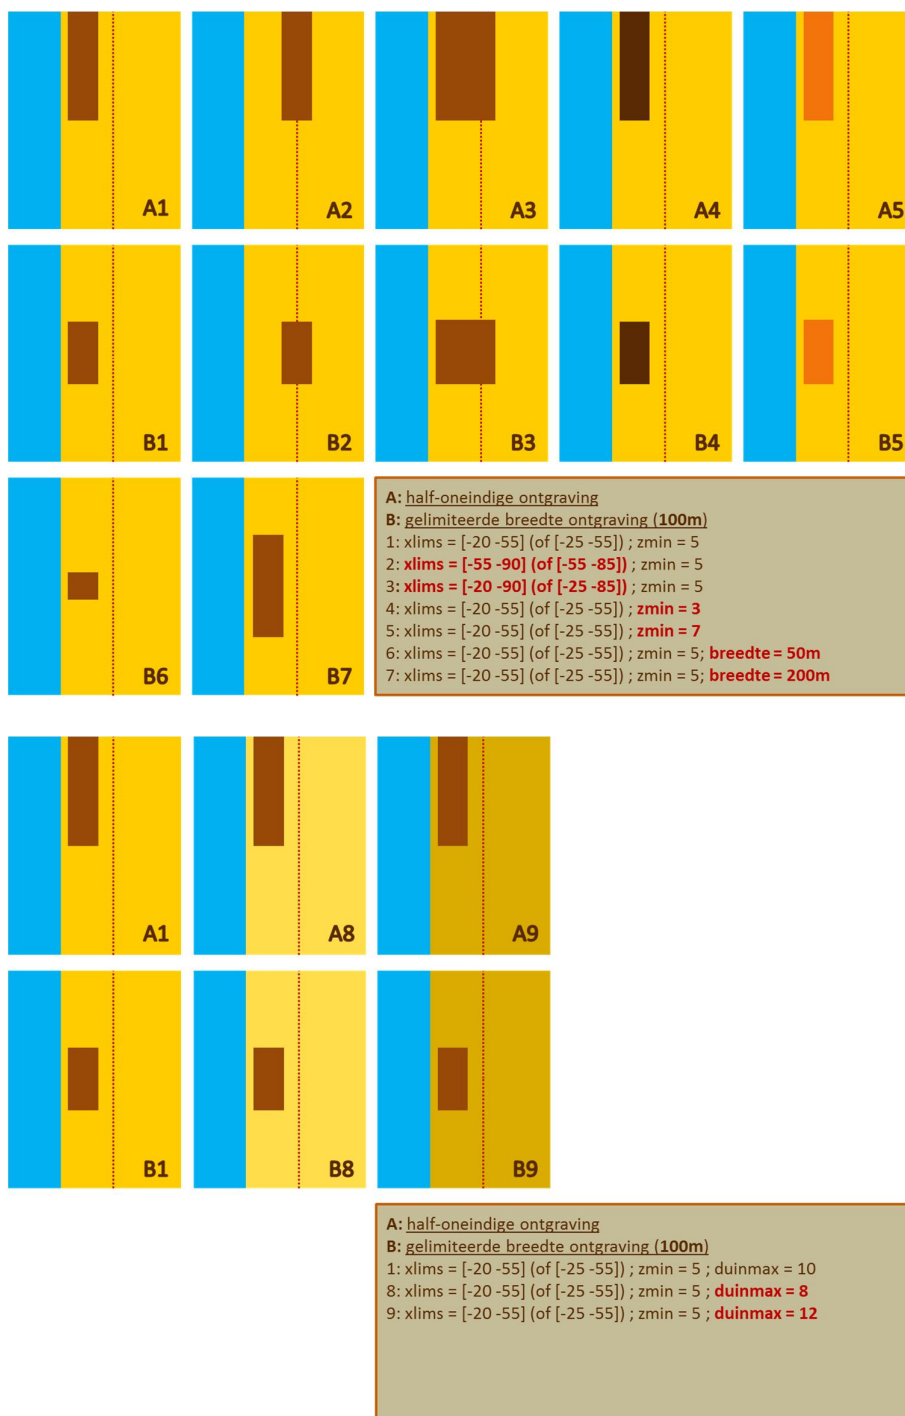 A1
A2
A3
A4
A5
B1
B2
B3
B4
B5
B6
B7
A: half-oneindige ontgraving
B: gelimiteerde breedte ontgraving (100m)
1: xlims = [-20 -55] (of [-25 -55]) ; zmin = 5
2: xlims = [-55 -90] (of [-55 -85]) ; zmin = 5
3: xlims = [-20 -90] (of [-25 -85]) ; zmin = 5
4: xlims = [-20 -55] (of [-25 -55]) ; zmin = 3
5: xlims = [-20 -55] (of [-25 -55]) ; zmin = 7
6: xlims = [-20 -55] (of [-25 -55]) ; zmin = 5; breedte = 50m
7: xlims = [-20 -55] (of [-25 -55]) ; zmin = 5; breedte = 200m
A1
A8
A9
B1
B8
B9
A: half-oneindige ontgraving
B: gelimiteerde breedte ontgraving (100m)
1: xlims = [-20 -55] (of [-25 -55]) ; zmin = 5 ; duinmax = 10
8: xlims = [-20 -55] (of [-25 -55]) ; zmin = 5 ; duinmax = 8
9: xlims = [-20 -55] (of [-25 -55]) ; zmin = 5 ; duinmax = 12